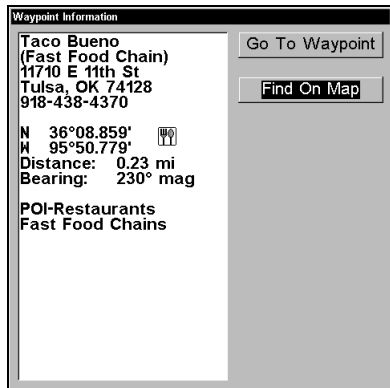 Waypoint Information
Taco Bueno
(Fast Food Chain)
11710 E 11th St
Tulsa, OK 74128
918-438-4370
N 36°08.859'
W 95°50.779'
Distance: 0.23 mi
Bearing: 230° mag
POI-Restaurants
Fast Food Chains
Go To Waypoint
Find On Map